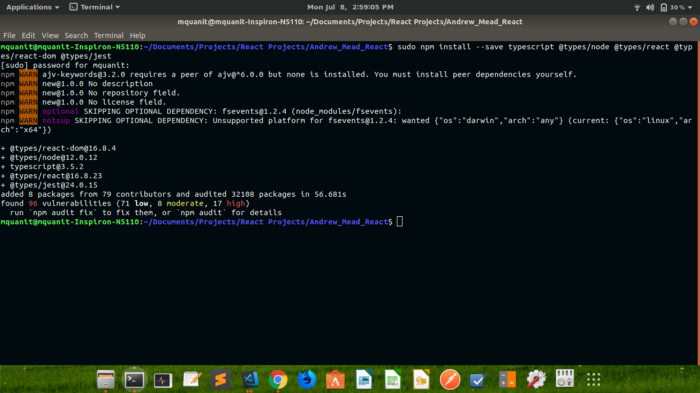 Applications Terminal Mon Jul 8, 2:59:05 PM 30%
mquanit@mquanit-Inspiron-N5110: ~/Documents/Projects/React Projects/Andrew_Mead_React
File Edit View Search Terminal Help
mquanit@mquanit-Inspiron-N5110:~/Documents/Projects/React Projects/Andrew_Mead_React$ sudo npm install --save typescript @types/node @types/react @typ
es/react-dom @types/jest
[sudo] password for mquanit:
npm WARN ajv-keywords@3.2.0 requires a peer of ajv@^6.0.0 but none is installed. You must install peer dependencies yourself.
npm WARN new@1.0.0 No description
npm WARN new@1.0.0 No repository field.
npm WARN new@1.0.0 No license field.
npm WARN optional SKIPPING OPTIONAL DEPENDENCY: fsevents@1.2.4 (node_modules/fsevents):
npm WARN notsup SKIPPING OPTIONAL DEPENDENCY: Unsupported platform for fsevents@1.2.4: wanted {"os":"darwin","arch":"any"} (current: {"os":"linux","ar
ch":"x64"})
+ @types/react-dom@16.8.4
+ @types/node@12.0.12
+ typescript@3.5.2
+ @types/react@16.8.23
+ @types/jest@24.0.15
added 8 packages from 79 contributors and audited 32108 packages in 56.681s
found 96 vulnerabilities (71 low, 8 moderate, 17 high)
run `npm audit fix` to fix them, or `npm audit` for details
mquanit@mquanit-Inspiron-N5110:~/Documents/Projects/React Projects/Andrew_Mead_React$